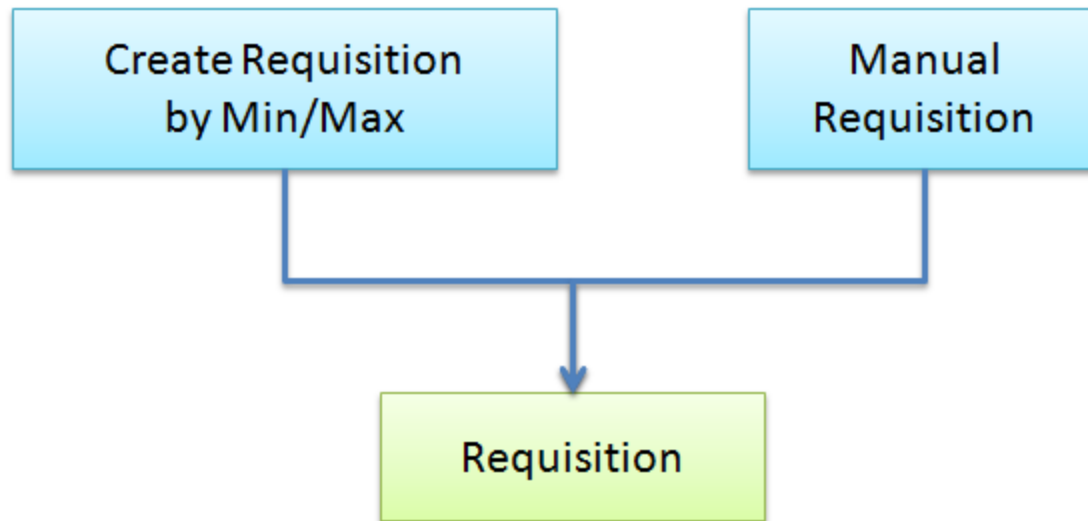 Create Requisition
by Min/Max
Manual
Requisition
Requisition